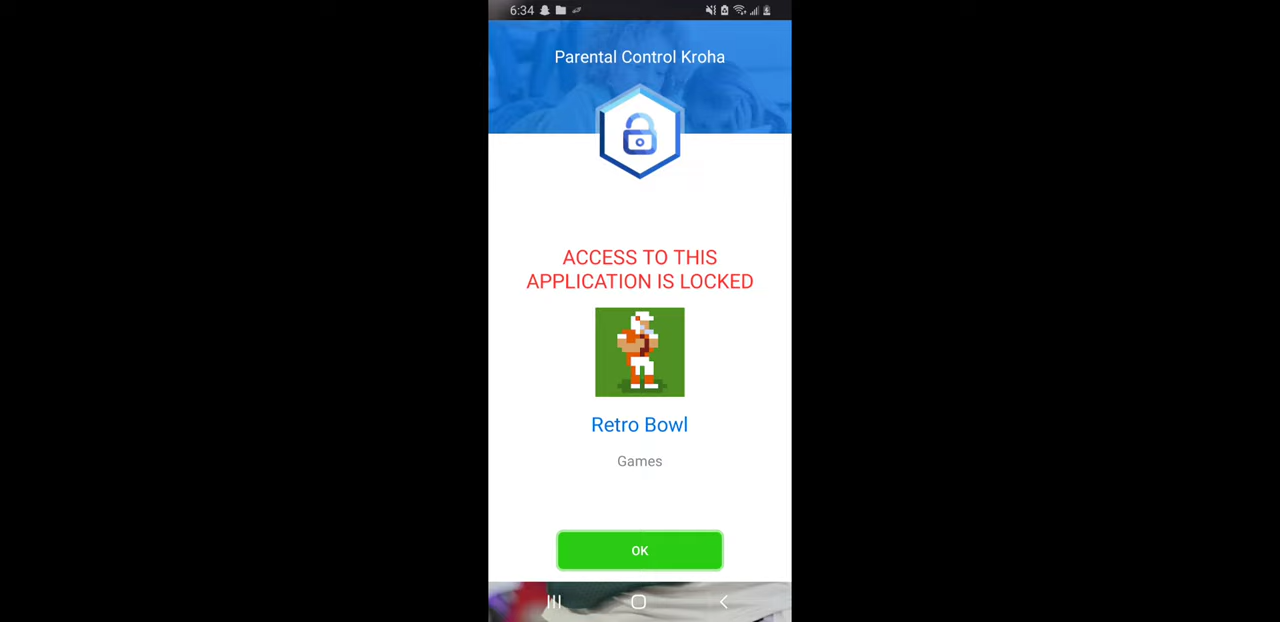 6:34
Parental Control Kroha
ACCESS TO THIS
APPLICATION IS LOCKED
Retro Bowl
Games
OK